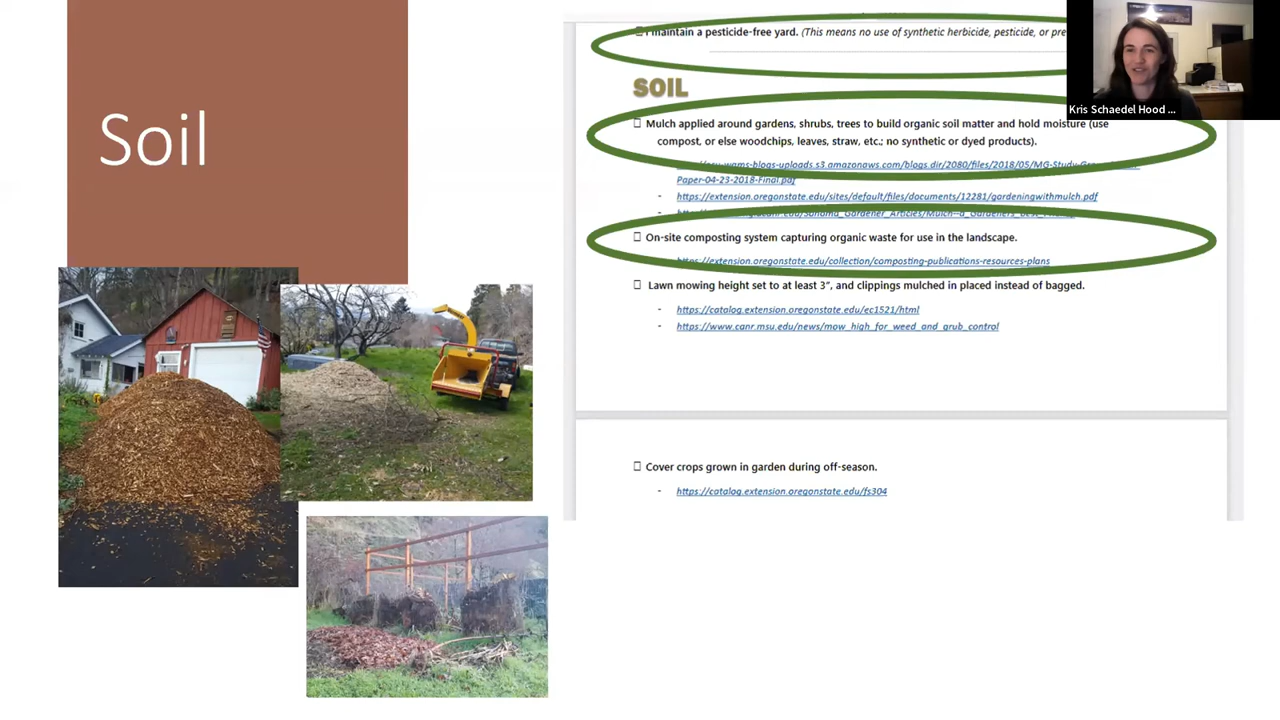 Soil
I maintain a pesticide-free yard. (This means no use of synthetic herbicide, pesticide, or pre
SOIL
Mulch applied around gardens, shrubs, trees to build organic soil matter and hold moisture (use
compost, or else woodchips, leaves, straw, etc.; no synthetic or dyed products).
-wams-blogs-uploads.s3.amazonaws.com/blogs.dir/2080/files/2018/05/MG-Study-
Paper-04-23-2018-Final.pdf
- https://extension.oregonstate.edu/sites/default/files/documents/12281/gardeningwithmulch.pdf
On-site composting system capturing organic waste for use in the landscape.
https://extension.oregonstate.edu/collection/composting-publications-resources-plans
Lawn mowing height set to at least 3”, and clippings mulched in placed instead of bagged.
- https://catalog.extension.oregonstate.edu/ec1521/html
- https://www.canr.msu.edu/news/mow_high_for_weed_and_grub_control
Cover crops grown in garden during off-season.
- https://catalog.extension.oregonstate.edu/fs304
Kris Schaedel Hood ...